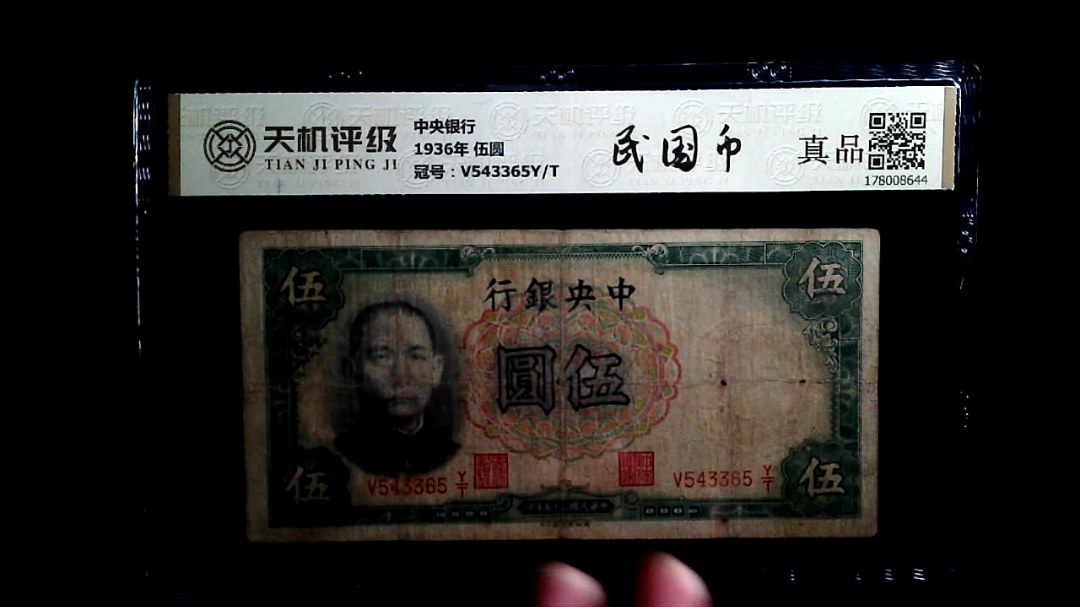 天机评级
TIAN JI PING JI
中央银行
1936年 伍圆
冠号：V543365Y/T
民国币
真品
178008644
伍
行銀央中
伍
圓伍
V543365 Y/T
V543365 Y/T
伍
伍